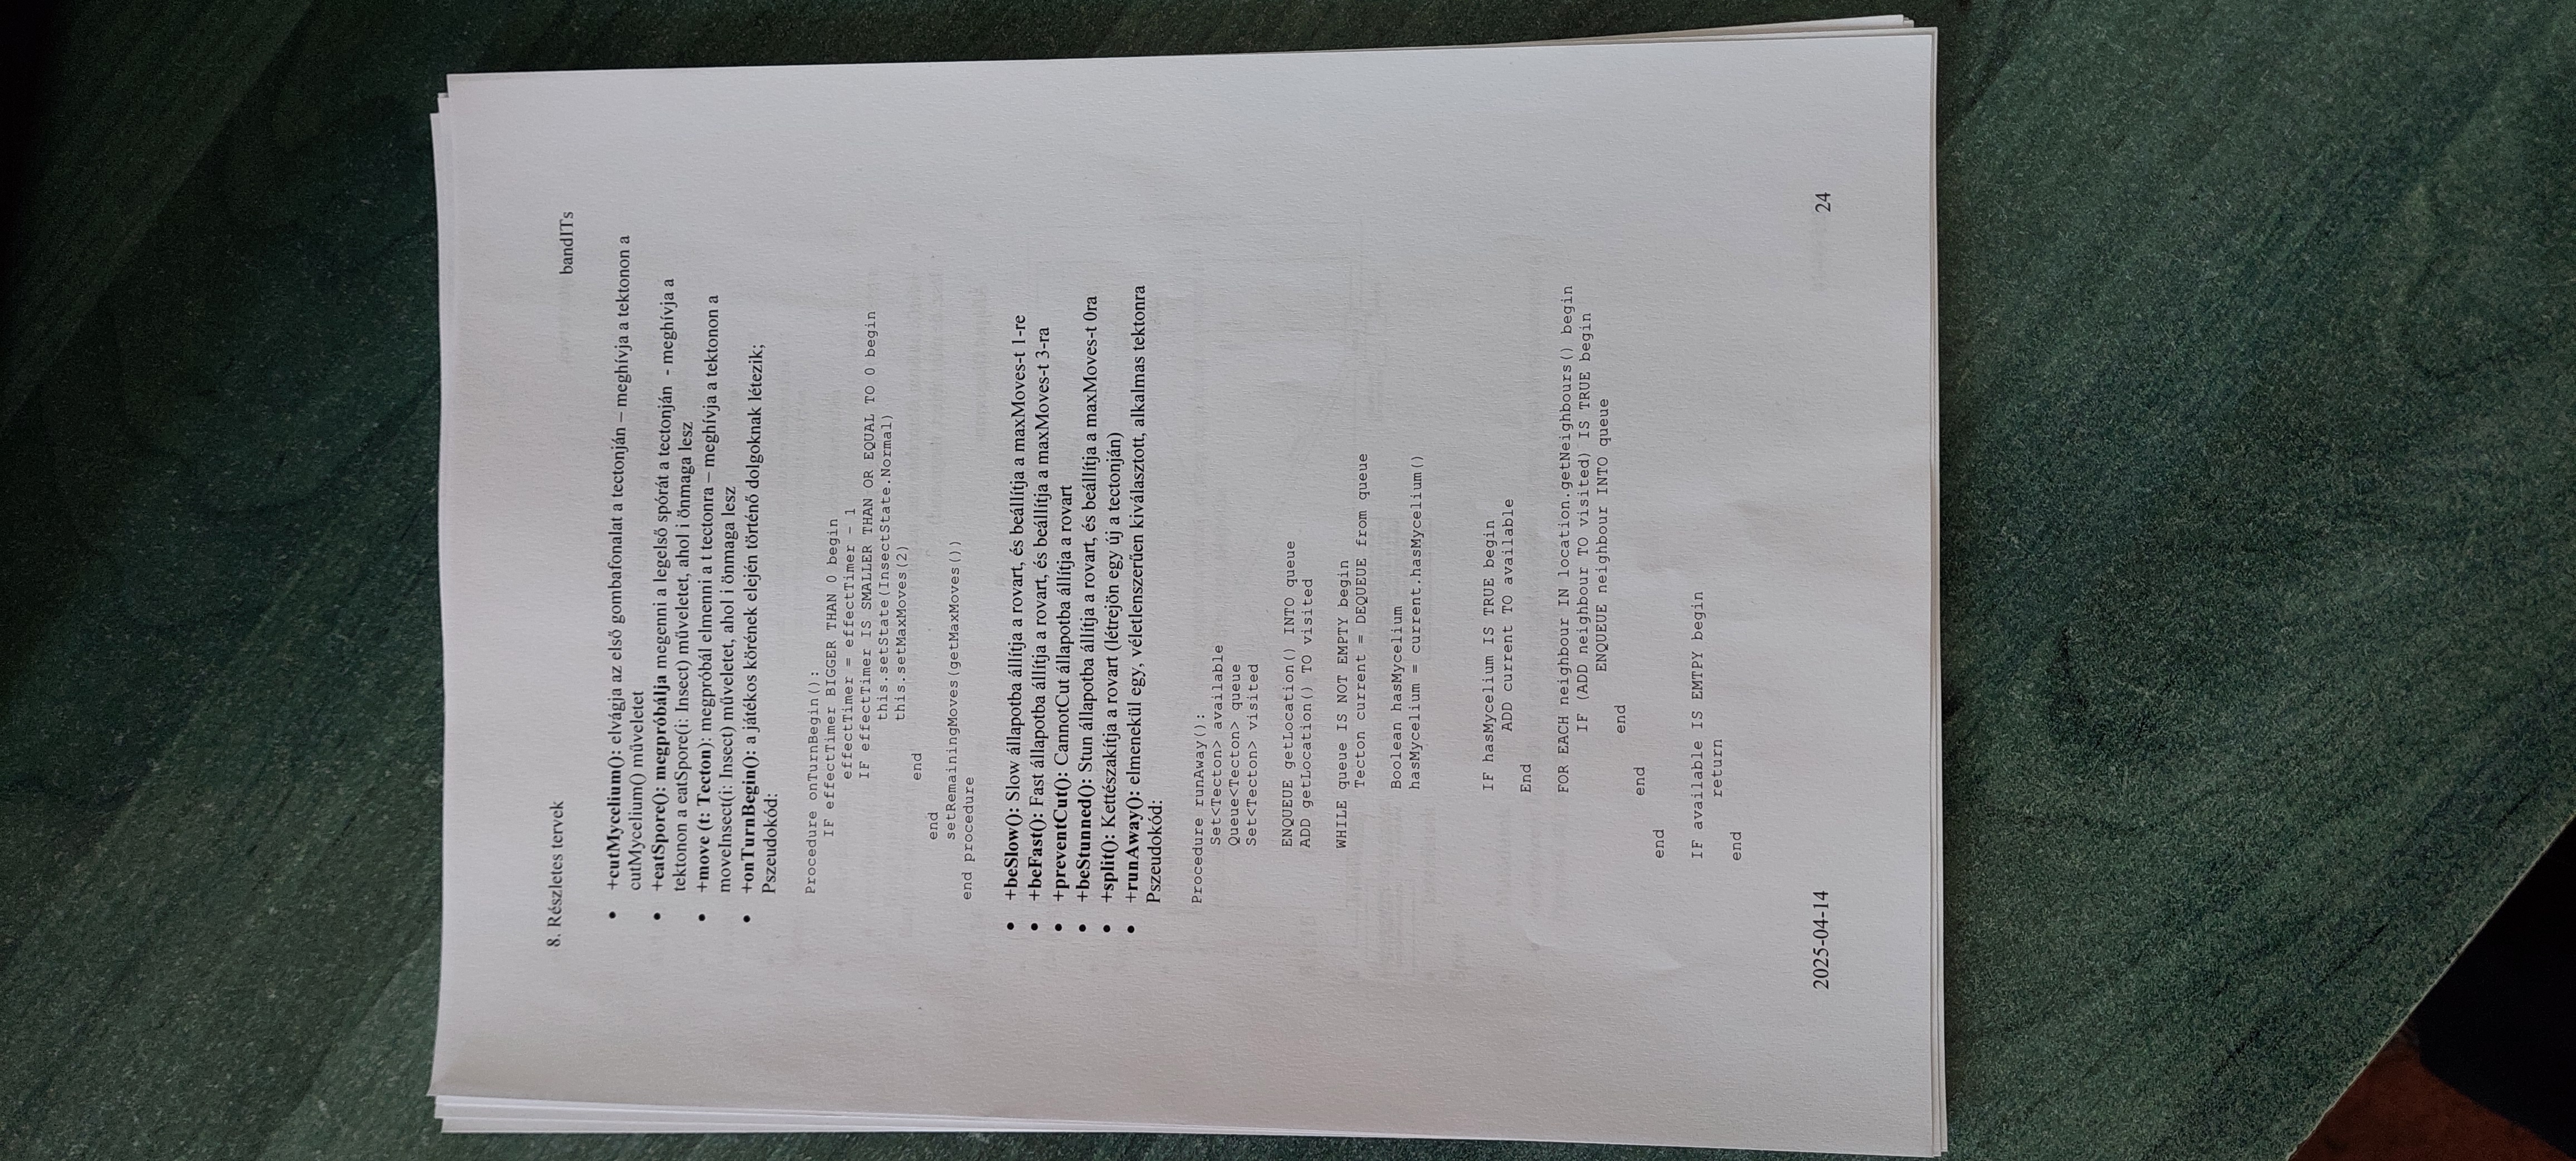 8. Részletes tervek bandITs
• +cutMycelium(): elvágja az első gombafonalat a tectonján – meghívja a tektonon a
cutMycelium() műveletet
• +eatSpore(): megpróbálja megenni a legelső spórát a tectonján - meghívja a
tektonon a eatSpore(i: Insect) műveletet, ahol i önmaga lesz
• +move (t: Tecton): megpróbál elmenni a t tectonra – meghívja a tektonon a
moveInsect(i: Insect) műveletet, ahol i önmaga lesz
• +onTurnBegin(): a játékos körének elején történő dolgoknak létezik;
Pszeudokód:
Procedure onTurnBegin():
IF effectTimer BIGGER THAN 0 begin
effectTimer = effectTimer - 1
IF effectTimer IS SMALLER THAN OR EQUAL TO 0 begin
this.setState(InsectState.Normal)
this.setMaxMoves(2)
end
end
setRemainingMoves(getMaxMoves())
end procedure
• +beSlow(): Slow állapotba állítja a rovart, és beállítja a maxMoves-t 1-re
• +beFast(): Fast állapotba állítja a rovart, és beállítja a maxMoves-t 3-ra
• +preventCut(): CannotCut állapotba állítja a rovart
• +beStunned(): Stun állapotba állítja a rovart, és beállítja a maxMoves-t 0ra
• +split(): Kettészakítja a rovart (létrejön egy új a tectonján)
• +runAway(): elmenekül egy, véletlenszerűen kiválasztott, alkalmas tektonra
Pszeudokód:
Procedure runAway():
Set<Tecton> available
Queue<Tecton> queue
Set<Tecton> visited
ENQUEUE getLocation() INTO queue
ADD getLocation() TO visited
WHILE queue IS NOT EMPTY begin
Tecton current = DEQUEUE from queue
Boolean hasMycelium
hasMycelium = current.hasMycelium()
IF hasMycelium IS TRUE begin
ADD current TO available
End
FOR EACH neighbour IN location.getNeighbours() begin
IF (ADD neighbour TO visited) IS TRUE begin
ENQUEUE neighbour INTO queue
end
end
end
IF available IS EMTPY begin
return
end
2025-04-14 24